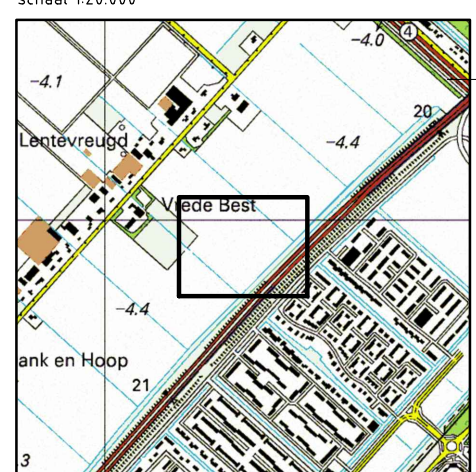 schaal 1:20.000
-4.0
4
-4.1
20
Lentevreugd
-4.4
Vrede Best
-4.4
ank en Hoop
21
3